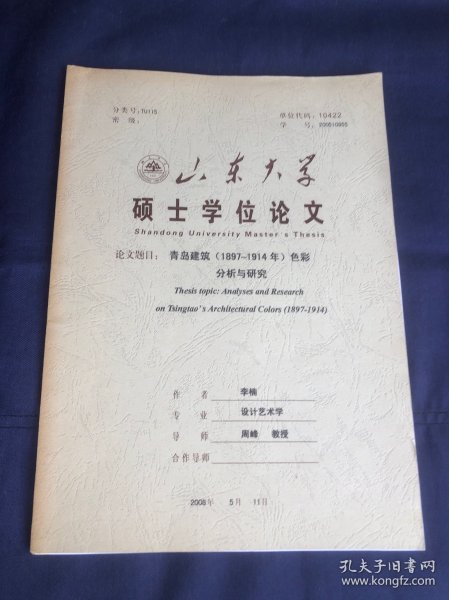 分类号: TU115
单位代码: 10422
密 级:
学 号: 200510955
山东大学
硕士学位论文
Shandong University Master's Thesis
论文题目: 青岛建筑(1897~1914年)色彩
分析与研究
Thesis topic: Analyses and Research
on Tsingtao's Architectural Colors (1897-1914)
作 者 李楠
专 业 设计艺术学
导 师 周峰 教授
合作导师
2008年 5月 11日
孔夫子旧书网
www.kongfz.com